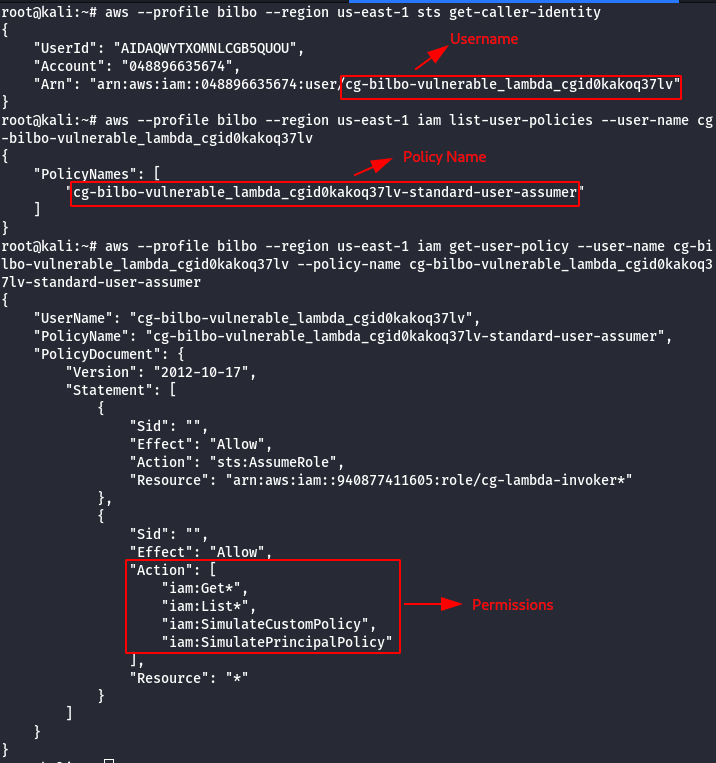 root@kali:~# aws --profile bilbo --region us-east-1 sts get-caller-identity
{
    "UserId": "AIDAQWYTXOMNLCGB5QUOU",
Username
    "Account": "048896635674",
    "Arn": "arn:aws:iam::048896635674:user/cg-bilbo-vulnerable_lambda_cgid0kakoq37lv"
}
root@kali:~# aws --profile bilbo --region us-east-1 iam list-user-policies --user-name cg
-bilbo-vulnerable_lambda_cgid0kakoq37lv
{
Policy Name
    "PolicyNames": [
        "cg-bilbo-vulnerable_lambda_cgid0kakoq37lv-standard-user-assumer"
    ]
}
root@kali:~# aws --profile bilbo --region us-east-1 iam get-user-policy --user-name cg-bi
lbo-vulnerable_lambda_cgid0kakoq37lv --policy-name cg-bilbo-vulnerable_lambda_cgid0kakoq3
7lv-standard-user-assumer
{
    "UserName": "cg-bilbo-vulnerable_lambda_cgid0kakoq37lv",
    "PolicyName": "cg-bilbo-vulnerable_lambda_cgid0kakoq37lv-standard-user-assumer",
    "PolicyDocument": {
        "Version": "2012-10-17",
        "Statement": [
            {
                "Sid": "",
                "Effect": "Allow",
                "Action": "sts:AssumeRole",
                "Resource": "arn:aws:iam::940877411605:role/cg-lambda-invoker*"
            },
            {
                "Sid": "",
                "Effect": "Allow",
                "Action": [
                    "iam:Get*",
                    "iam:List*",
Permissions
                    "iam:SimulateCustomPolicy",
                    "iam:SimulatePrincipalPolicy"
                ],
                "Resource": "*"
            }
        ]
    }
}